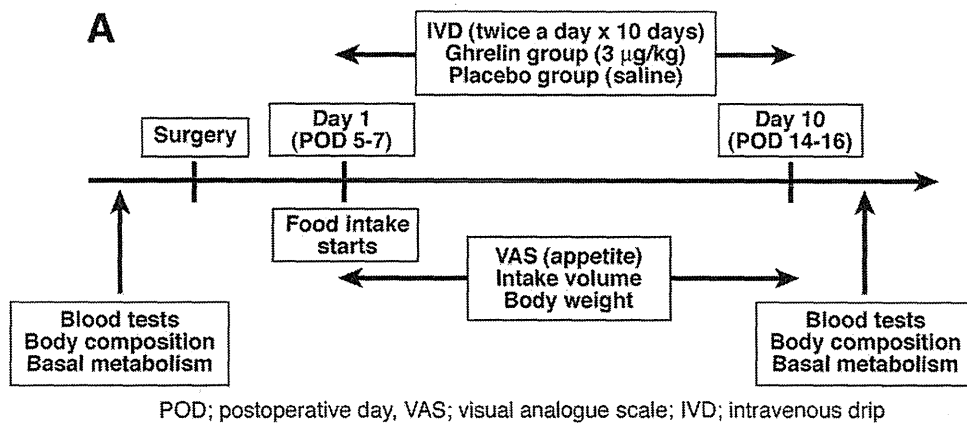 A
IVD (twice a day x 10 days)
Ghrelin group (3 μg/kg)
Placebo group (saline)
Surgery
Day 1
(POD 5-7)
Day 10
(POD 14-16)
Food intake
starts
VAS (appetite)
Intake volume
Body weight
Blood tests
Body composition
Basal metabolism
Blood tests
Body composition
Basal metabolism
POD; postoperative day, VAS; visual analogue scale; IVD; intravenous drip